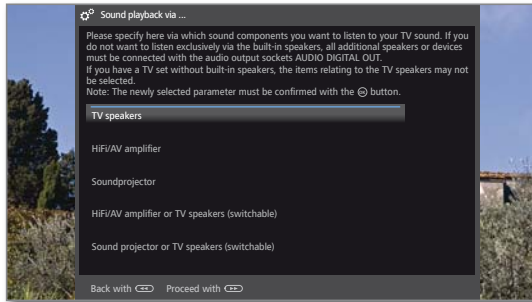 Sound playback via ...
Please specify here via which sound components you want to listen to your TV sound. If you
do not want to listen exclusively via the built-in speakers, all additional speakers or devices
must be connected with the audio output sockets AUDIO DIGITAL OUT.
If you have a TV set without built-in speakers, the items relating to the TV speakers may not
be selected.
Note: The newly selected parameter must be confirmed with the OK button.
TV speakers
HiFi/AV amplifier
Soundprojector
HiFi/AV amplifier or TV speakers (switchable)
Sound projector or TV speakers (switchable)
Back with Proceed with